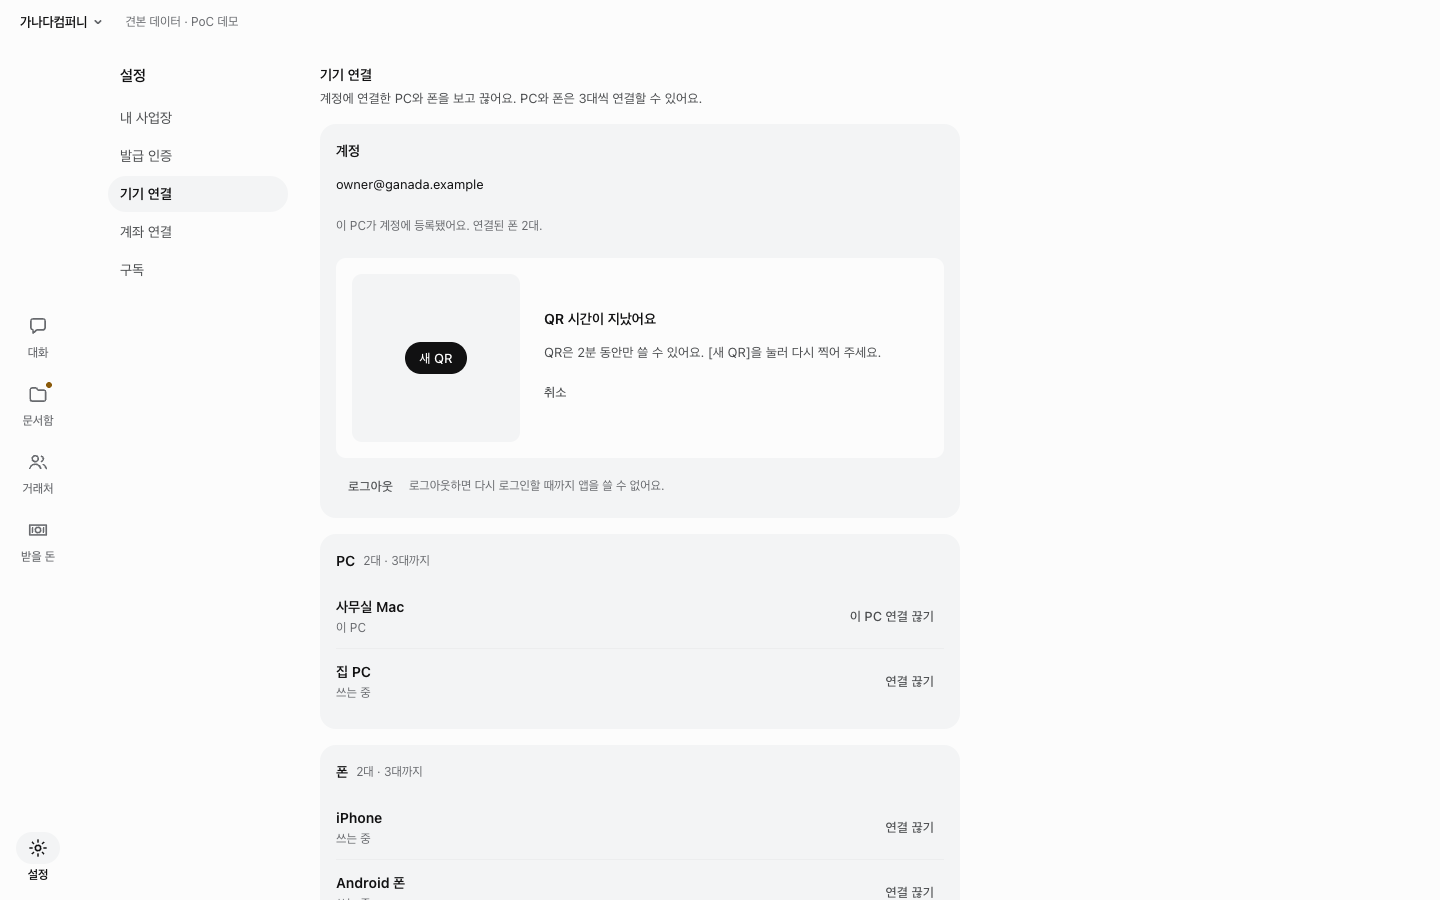 가나다컴퍼니
견본 데이터 · PoC 데모
설정
내 사업장
발급 인증
기기 연결
계좌 연결
구독
대화
문서함
거래처
받을 돈
설정
기기 연결
계정에 연결한 PC와 폰을 보고 끊어요. PC와 폰은 3대씩 연결할 수 있어요.
계정
owner@ganada.example
이 PC가 계정에 등록됐어요. 연결된 폰 2대.
새 QR
QR 시간이 지났어요
QR은 2분 동안만 쓸 수 있어요. [새 QR]을 눌러 다시 찍어 주세요.
취소
로그아웃 로그아웃하면 다시 로그인할 때까지 앱을 쓸 수 없어요.
PC 2대 · 3대까지
사무실 Mac
이 PC
이 PC 연결 끊기
집 PC
쓰는 중
연결 끊기
폰 2대 · 3대까지
iPhone
쓰는 중
연결 끊기
Android 폰
연결 끊기